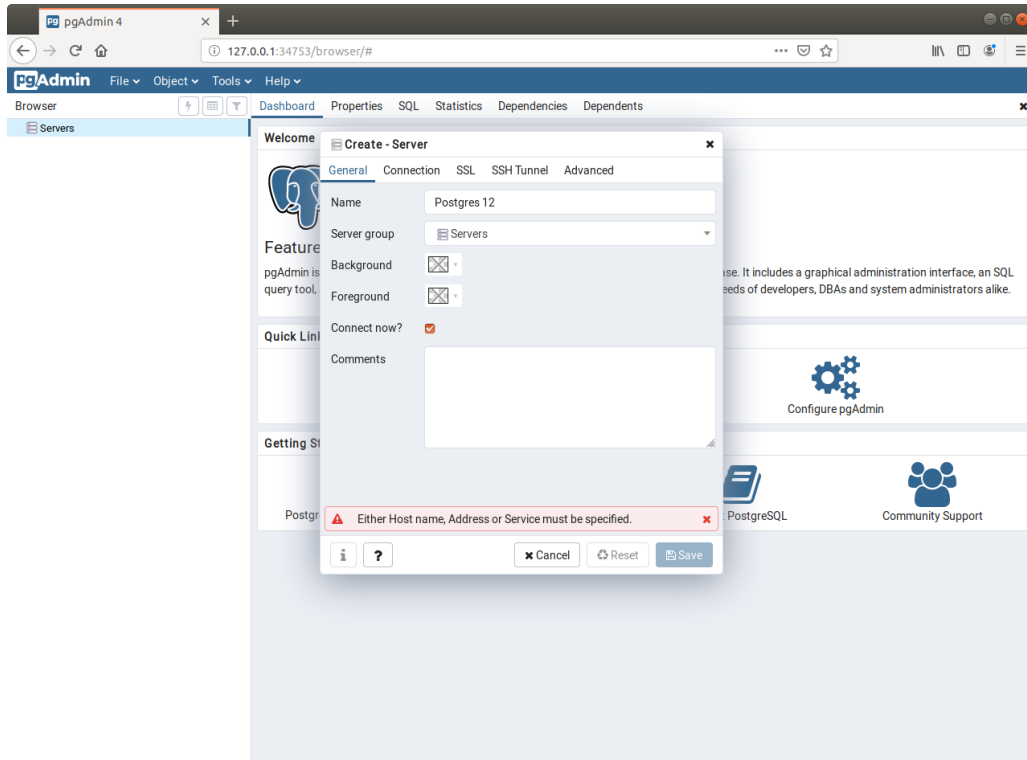 pgAdmin 4
127.0.0.1:34753/browser/#
pgAdmin File Object Tools Help
Browser
Dashboard Properties SQL Statistics Dependencies Dependents
Servers
Welcome
Create - Server
General Connection SSL SSH Tunnel Advanced
Name Postgres 12
Server group Servers
Feature
Background
pgAdmin is
It includes a graphical administration interface, an SQL
query tool,
of developers, DBAs and system administrators alike.
Foreground
Connect now?
Quick Lin
Comments
Configure pgAdmin
Getting St
Postgr
Either Host name, Address or Service must be specified.
PostgreSQL
Community Support
i ? Cancel Reset Save